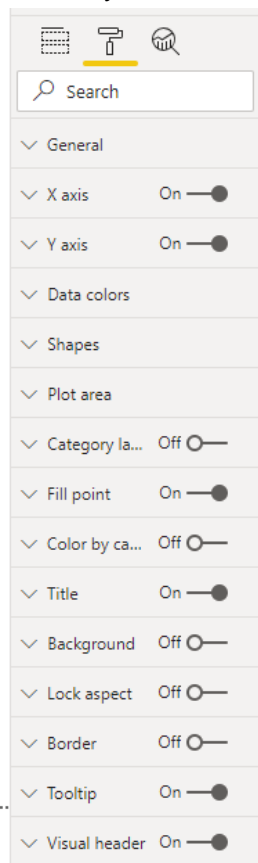 Search
General
X axis On
Y axis On
Data colors
Shapes
Plot area
Category la... Off
Fill point On
Color by ca... Off
Title On
Background Off
Lock aspect Off
Border Off
Tooltip On
Visual header On